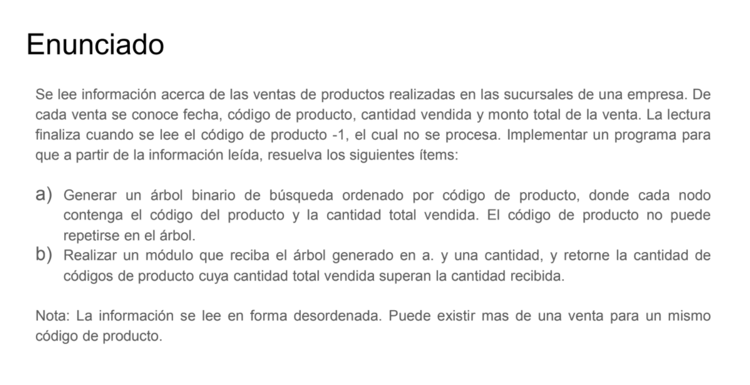 Enunciado
Se lee información acerca de las ventas de productos realizadas en las sucursales de una empresa. De
cada venta se conoce fecha, código de producto, cantidad vendida y monto total de la venta. La lectura
finaliza cuando se lee el código de producto -1, el cual no se procesa. Implementar un programa para
que a partir de la información leída, resuelva los siguientes ítems:
a) Generar un árbol binario de búsqueda ordenado por código de producto, donde cada nodo
contenga el código del producto y la cantidad total vendida. El código de producto no puede
repetirse en el árbol.
b) Realizar un módulo que reciba el árbol generado en a. y una cantidad, y retorne la cantidad de
códigos de producto cuya cantidad total vendida superan la cantidad recibida.
Nota: La información se lee en forma desordenada. Puede existir mas de una venta para un mismo
código de producto.